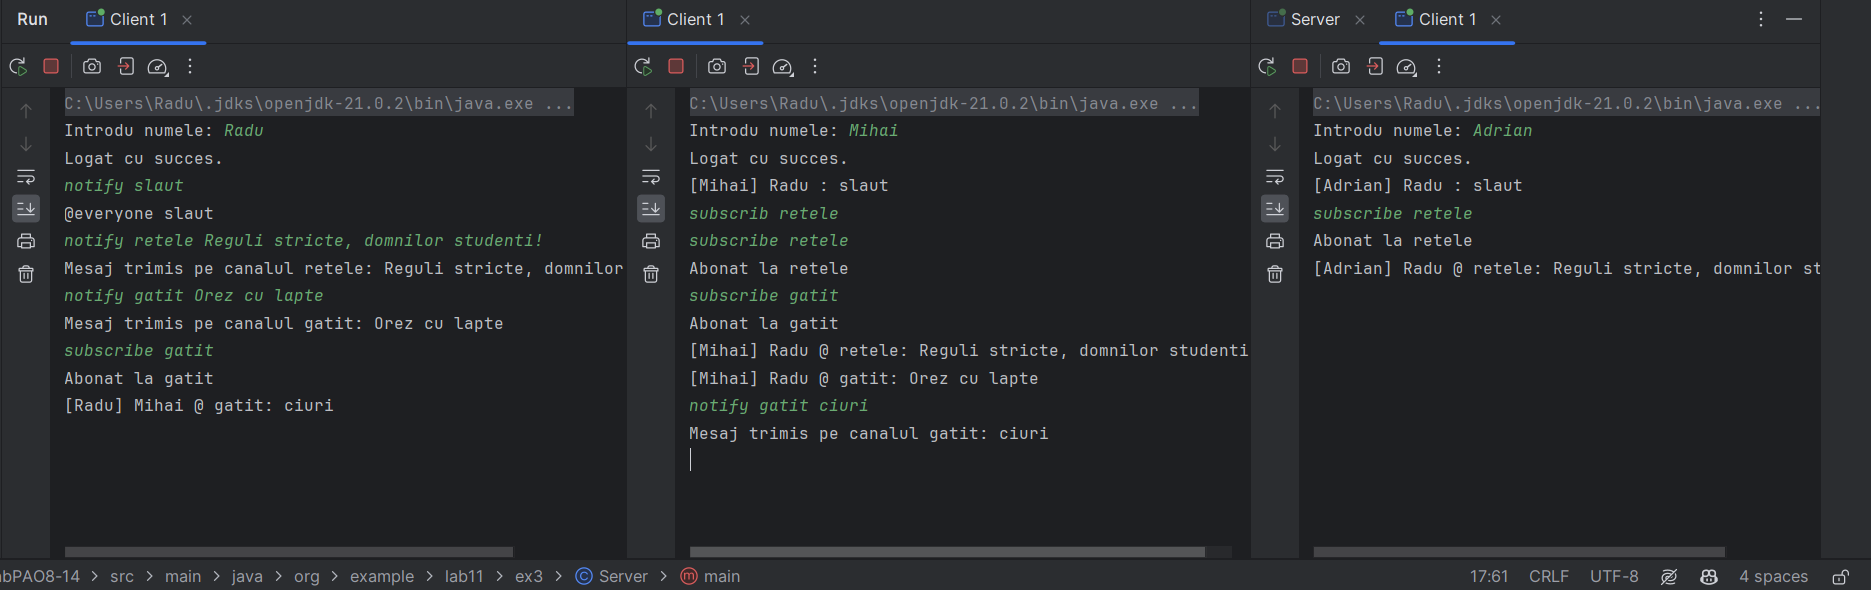 Run Client 1
C:\Users\Radu\.jdks\openjdk-21.0.2\bin\java.exe ...
Introdu numele: Radu
Logat cu succes.
notify slaut
@everyone slaut
notify retele Reguli stricte, domnilor studenti!
Mesaj trimis pe canalul retele: Reguli stricte, domnilor
notify gatit Orez cu lapte
Mesaj trimis pe canalul gatit: Orez cu lapte
subscribe gatit
Abonat la gatit
[Radu] Mihai @ gatit: ciuri
Client 1
C:\Users\Radu\.jdks\openjdk-21.0.2\bin\java.exe ...
Introdu numele: Mihai
Logat cu succes.
[Mihai] Radu : slaut
subscrib retele
subscribe retele
Abonat la retele
subscribe gatit
Abonat la gatit
[Mihai] Radu @ retele: Reguli stricte, domnilor studenti
[Mihai] Radu @ gatit: Orez cu lapte
notify gatit ciuri
Mesaj trimis pe canalul gatit: ciuri
Server Client 1
C:\Users\Radu\.jdks\openjdk-21.0.2\bin\java.exe ...
Introdu numele: Adrian
Logat cu succes.
[Adrian] Radu : slaut
subscribe retele
Abonat la retele
[Adrian] Radu @ retele: Reguli stricte, domnilor st
abPAO8-14 > src > main > java > org > example > lab11 > ex3 > Server > main
17:61 CRLF UTF-8 4 spaces